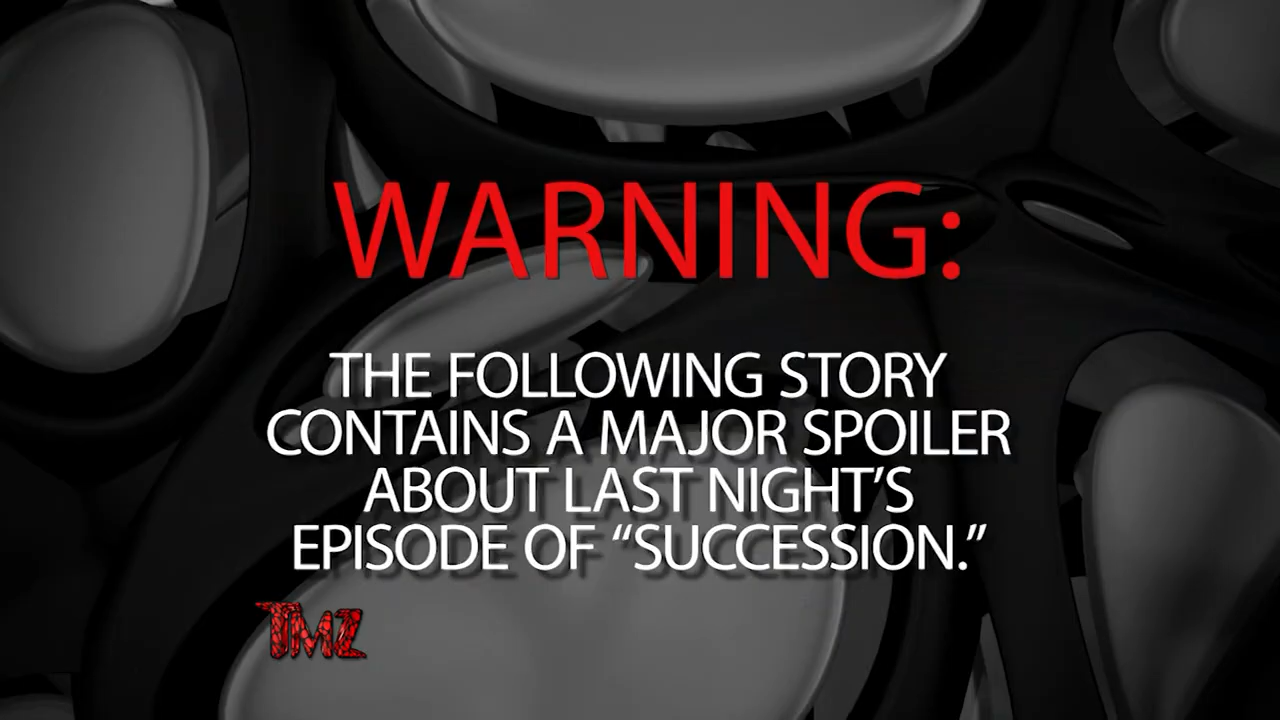 WARNING:
THE FOLLOWING STORY
CONTAINS A MAJOR SPOILER
ABOUT LAST NIGHT’S
EPISODE OF “SUCCESSION.”
TMZ